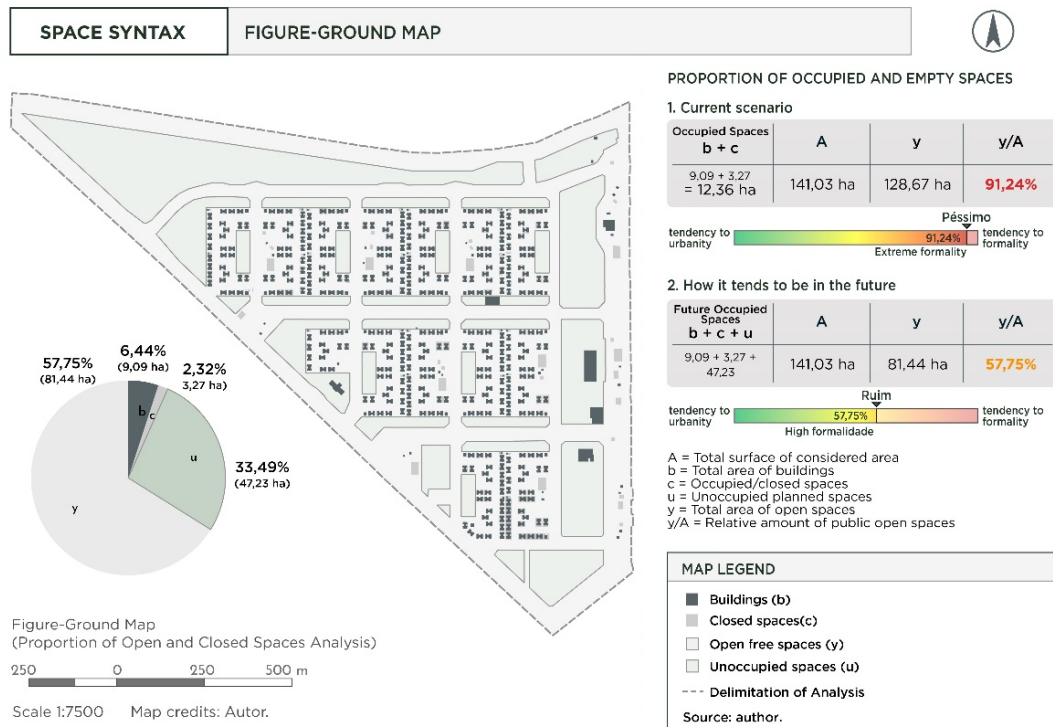 SPACE SYNTAX
FIGURE-GROUND MAP
PROPORTION OF OCCUPIED AND EMPTY SPACES
1. Current scenario
Occupied Spaces
b + c
A
y
y/A
9,09 + 3,27
= 12,36 ha
141,03 ha
128,67 ha
91,24%
Péssimo
tendency to
urbanity
91,24%
tendency to
formality
Extreme formality
2. How it tends to be in the future
Future Occupied
Spaces
b + c + u
A
y
y/A
9,09 + 3,27 +
47,23
141,03 ha
81,44 ha
57,75%
Ruim
tendency to
urbanity
57,75%
tendency to
formality
High formalidade
A = Total surface of considered area
b = Total area of buildings
c = Occupied/closed spaces
u = Unoccupied planned spaces
y = Total area of open spaces
y/A = Relative amount of public open spaces
MAP LEGEND
Buildings (b)
Closed spaces(c)
Open free spaces (y)
Unoccupied spaces (u)
Delimitation of Analysis
Source: author.
57,75%
(81,44 ha)
6,44%
(9,09 ha)
2,32%
3,27 ha)
33,49%
(47,23 ha)
b
c
u
y
Figure-Ground Map
(Proportion of Open and Closed Spaces Analysis)
250 0 250 500 m
Scale 1:7500 Map credits: Autor.